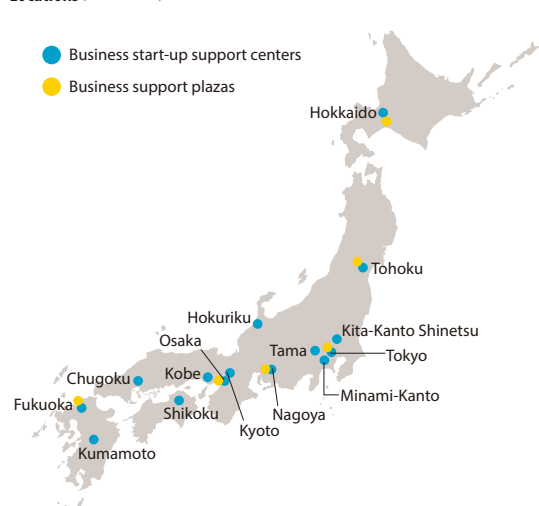 Business start-up support centers
Business support plazas
Hokkaido
Tohoku
Hokuriku
Kita-Kanto Shinetsu
Osaka
Tama
Tokyo
Chugoku
Kobe
Minami-Kanto
Fukuoka
Shikoku
Nagoya
Kyoto
Kumamoto